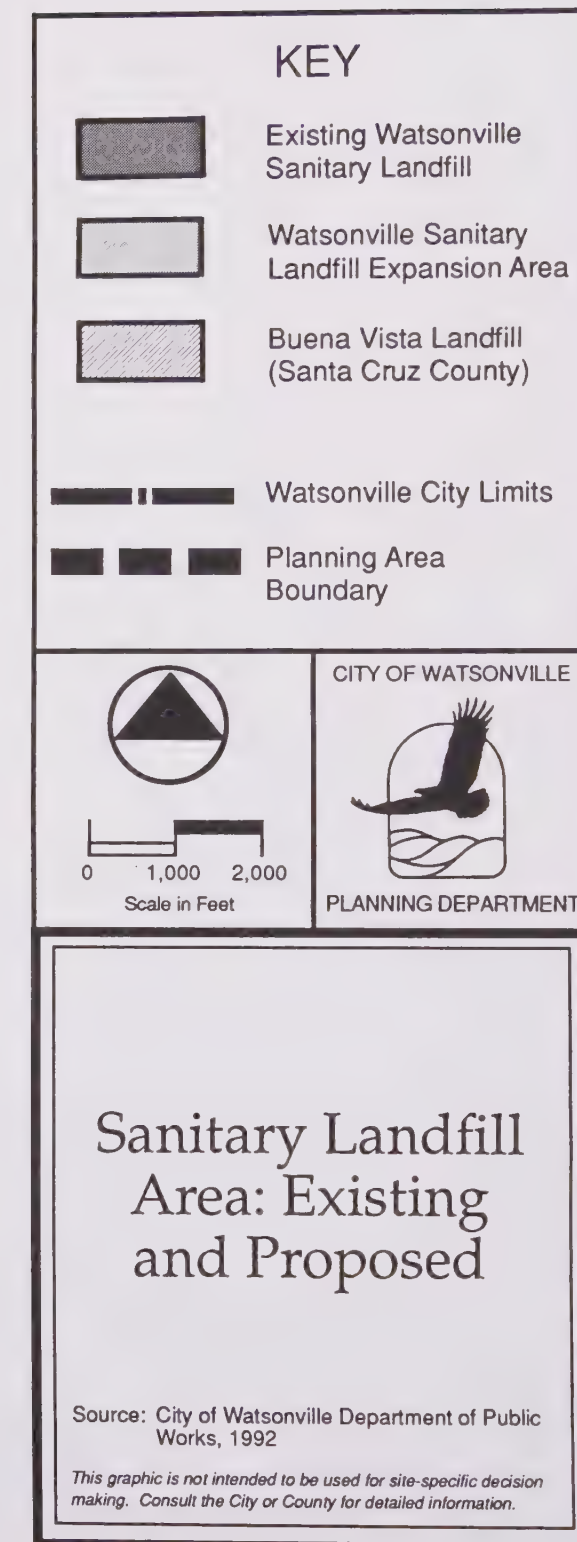 KEY
Existing Watsonville
Sanitary Landfill
Watsonville Sanitary
Landfill Expansion Area
Buena Vista Landfill
(Santa Cruz County)
Watsonville City Limits
Planning Area
Boundary
0 1,000 2,000
Scale in Feet
CITY OF WATSONVILLE
PLANNING DEPARTMENT
Sanitary Landfill
Area: Existing
and Proposed
Source: City of Watsonville Department of Public
Works, 1992
This graphic is not intended to be used for site-specific decision
making. Consult the City or County for detailed information.